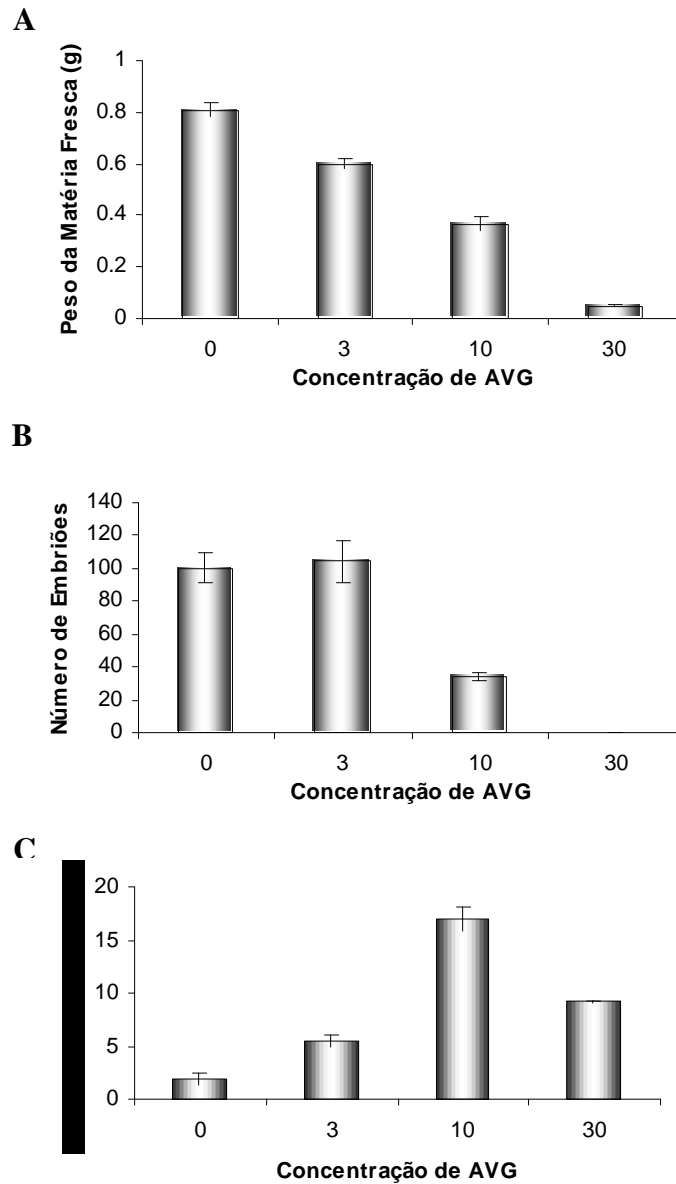 A
Peso da Matéria Fresca (g)
1
0.8
0.6
0.4
0.2
0
0 3 10 30
Concentração de AVG
B
Número de Embriões
140
120
100
80
60
40
20
0
0 3 10 30
Concentração de AVG
C
20
15
10
5
0
0 3 10 30
Concentração de AVG